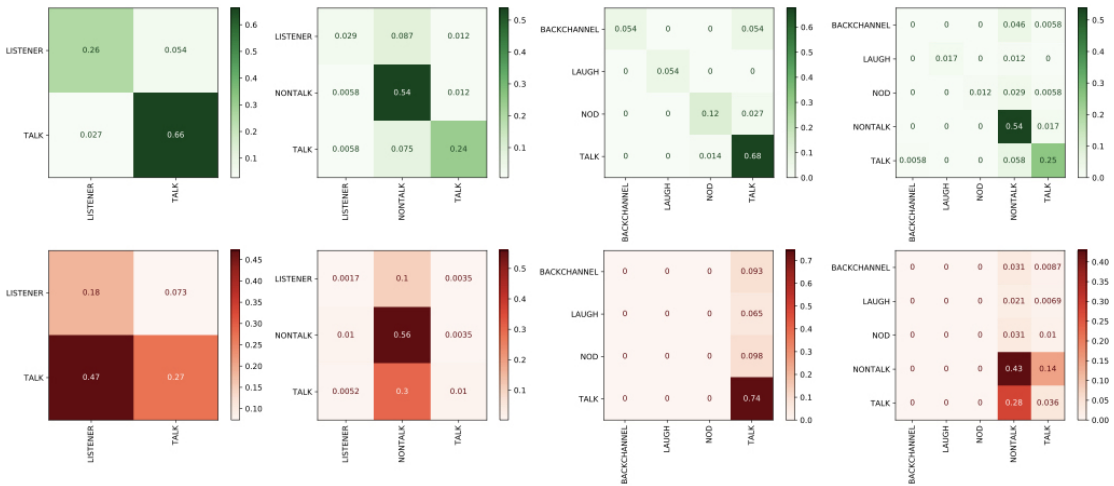 0.6
0.5
0.4
0.3
0.2
0.1
LISTENER
TALK
0.26 0.054
0.027 0.66
LISTENER
TALK
0.5
0.4
0.3
0.2
0.1
LISTENER
NONTALK
TALK
0.029 0.087 0.012
0.0058 0.54 0.012
0.0058 0.075 0.24
LISTENER
NONTALK
TALK
0.6
0.5
0.4
0.3
0.2
0.1
0.0
BACKCHANNEL
LAUGH
NOD
TALK
0.054 0 0 0.054
0 0.054 0 0
0 0 0.12 0.027
0 0 0.014 0.68
BACKCHANNEL
LAUGH
NOD
TALK
0.5
0.4
0.3
0.2
0.1
0.0
BACKCHANNEL
LAUGH
NOD
NONTALK
TALK
0 0 0 0.046 0.0058
0 0.017 0 0.012 0
0 0 0.012 0.029 0.0058
0 0 0 0.54 0.017
0.0058 0 0 0.058 0.25
BACKCHANNEL
LAUGH
NOD
NONTALK
TALK
0.45
0.40
0.35
0.30
0.25
0.20
0.15
0.10
LISTENER
TALK
0.18 0.073
0.47 0.27
LISTENER
TALK
0.5
0.4
0.3
0.2
0.1
LISTENER
NONTALK
TALK
0.0017 0.1 0.0035
0.01 0.56 0.0035
0.0052 0.3 0.01
LISTENER
NONTALK
TALK
0.7
0.6
0.5
0.4
0.3
0.2
0.1
0.0
BACKCHANNEL
LAUGH
NOD
TALK
0 0 0 0.093
0 0 0 0.065
0 0 0 0.098
0 0 0 0.74
BACKCHANNEL
LAUGH
NOD
TALK
0.40
0.35
0.30
0.25
0.20
0.15
0.10
0.05
0.00
BACKCHANNEL
LAUGH
NOD
NONTALK
TALK
0 0 0 0.031 0.0087
0 0 0 0.021 0.0069
0 0 0 0.031 0.01
0 0 0 0.43 0.14
0 0 0 0.28 0.036
BACKCHANNEL
LAUGH
NOD
NONTALK
TALK